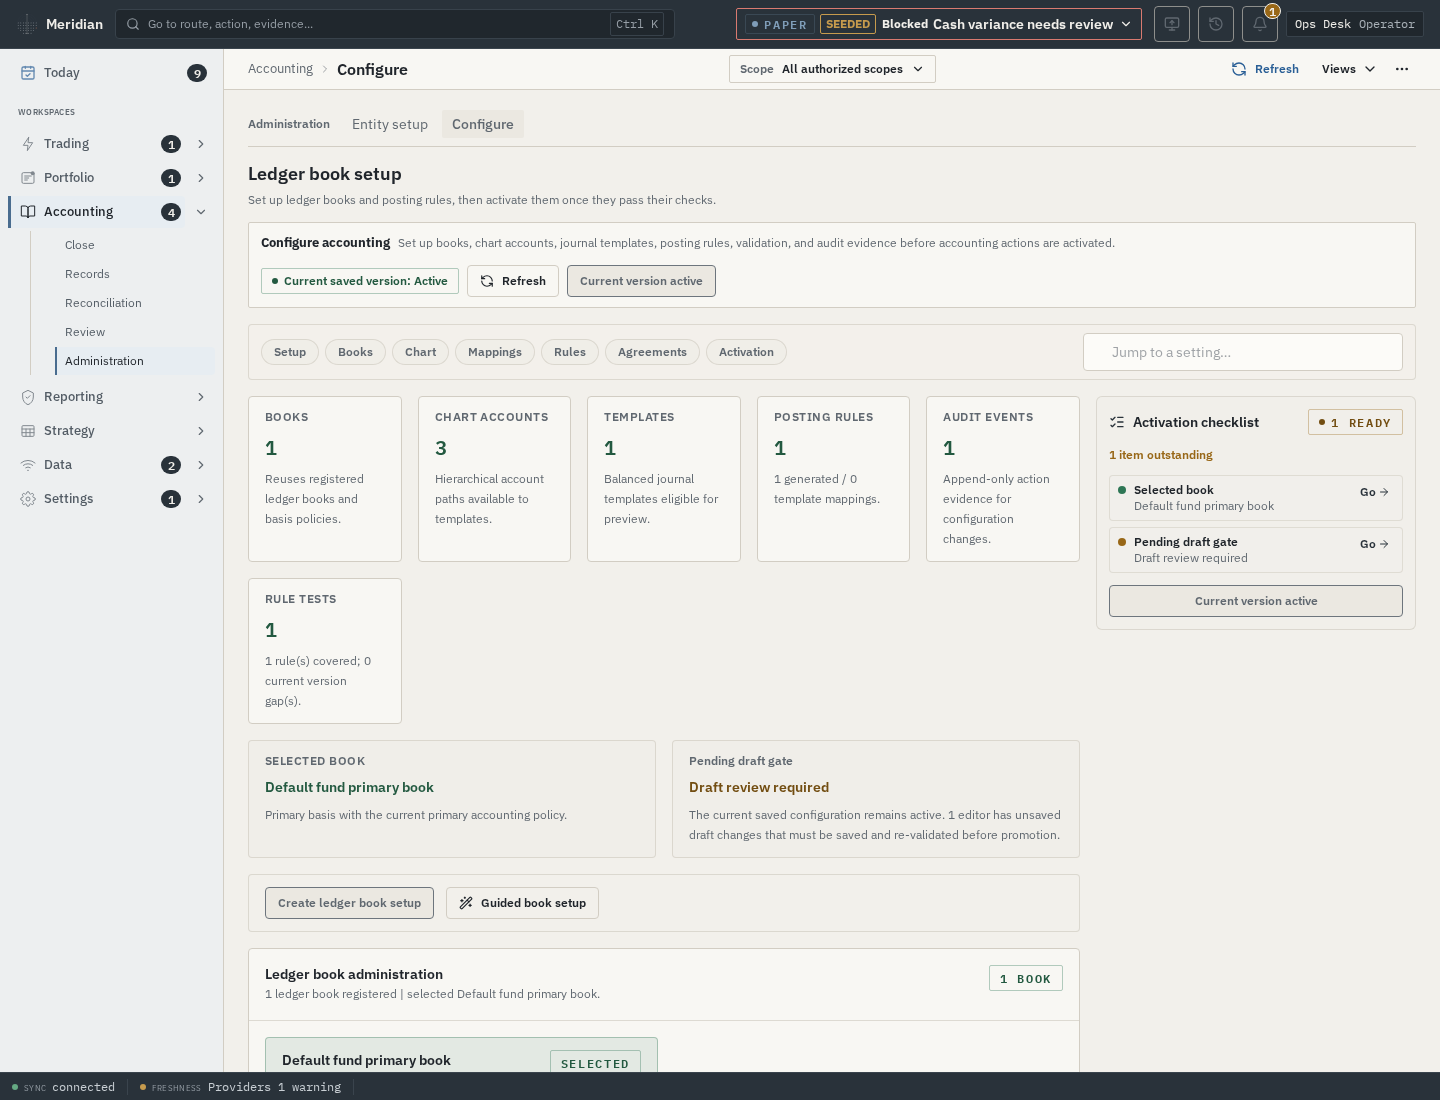 Meridian
Go to route, action, evidence...
Ctrl K
PAPER
SEEDED
Blocked Cash variance needs review
1
Ops Desk Operator
Today
9
WORKSPACES
Trading
1
Portfolio
1
Accounting
4
Close
Records
Reconciliation
Review
Administration
Reporting
Strategy
Data
2
Settings
1
Accounting
Configure
Scope All authorized scopes
Refresh
Views
Administration
Entity setup
Configure
Ledger book setup
Set up ledger books and posting rules, then activate them once they pass their checks.
Configure accounting Set up books, chart accounts, journal templates, posting rules, validation, and audit evidence before accounting actions are activated.
Current saved version: Active
Refresh
Current version active
Setup
Books
Chart
Mappings
Rules
Agreements
Activation
Jump to a setting...
BOOKS
1
Reuses registered
ledger books and
basis policies.
CHART ACCOUNTS
3
Hierarchical account
paths available to
templates.
TEMPLATES
1
Balanced journal
templates eligible for
preview.
POSTING RULES
1
1 generated / 0
template mappings.
AUDIT EVENTS
1
Append-only action
evidence for
configuration
changes.
RULE TESTS
1
1 rule(s) covered; 0
current version
gap(s).
Activation checklist
1 READY
1 item outstanding
Selected book
Default fund primary book
Go
Pending draft gate
Draft review required
Go
Current version active
SELECTED BOOK
Default fund primary book
Primary basis with the current primary accounting policy.
Pending draft gate
Draft review required
The current saved configuration remains active. 1 editor has unsaved
draft changes that must be saved and re-validated before promotion.
Create ledger book setup
Guided book setup
Ledger book administration
1 ledger book registered | selected Default fund primary book.
1 BOOK
Default fund primary book
SELECTED
SYNC connected
FRESHNESS Providers 1 warning